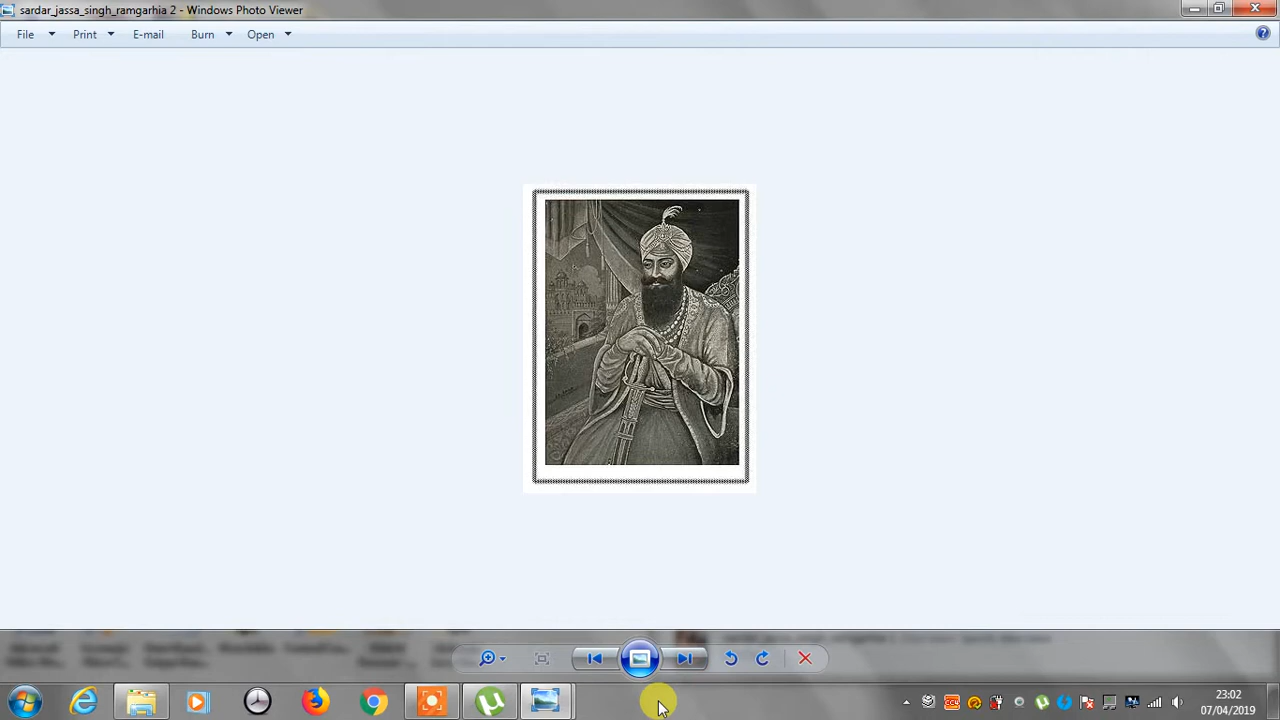 sardar_jassa_singh_ramgarhia 2 - Windows Photo Viewer
File Print E-mail Burn Open
23:02
07/04/2019